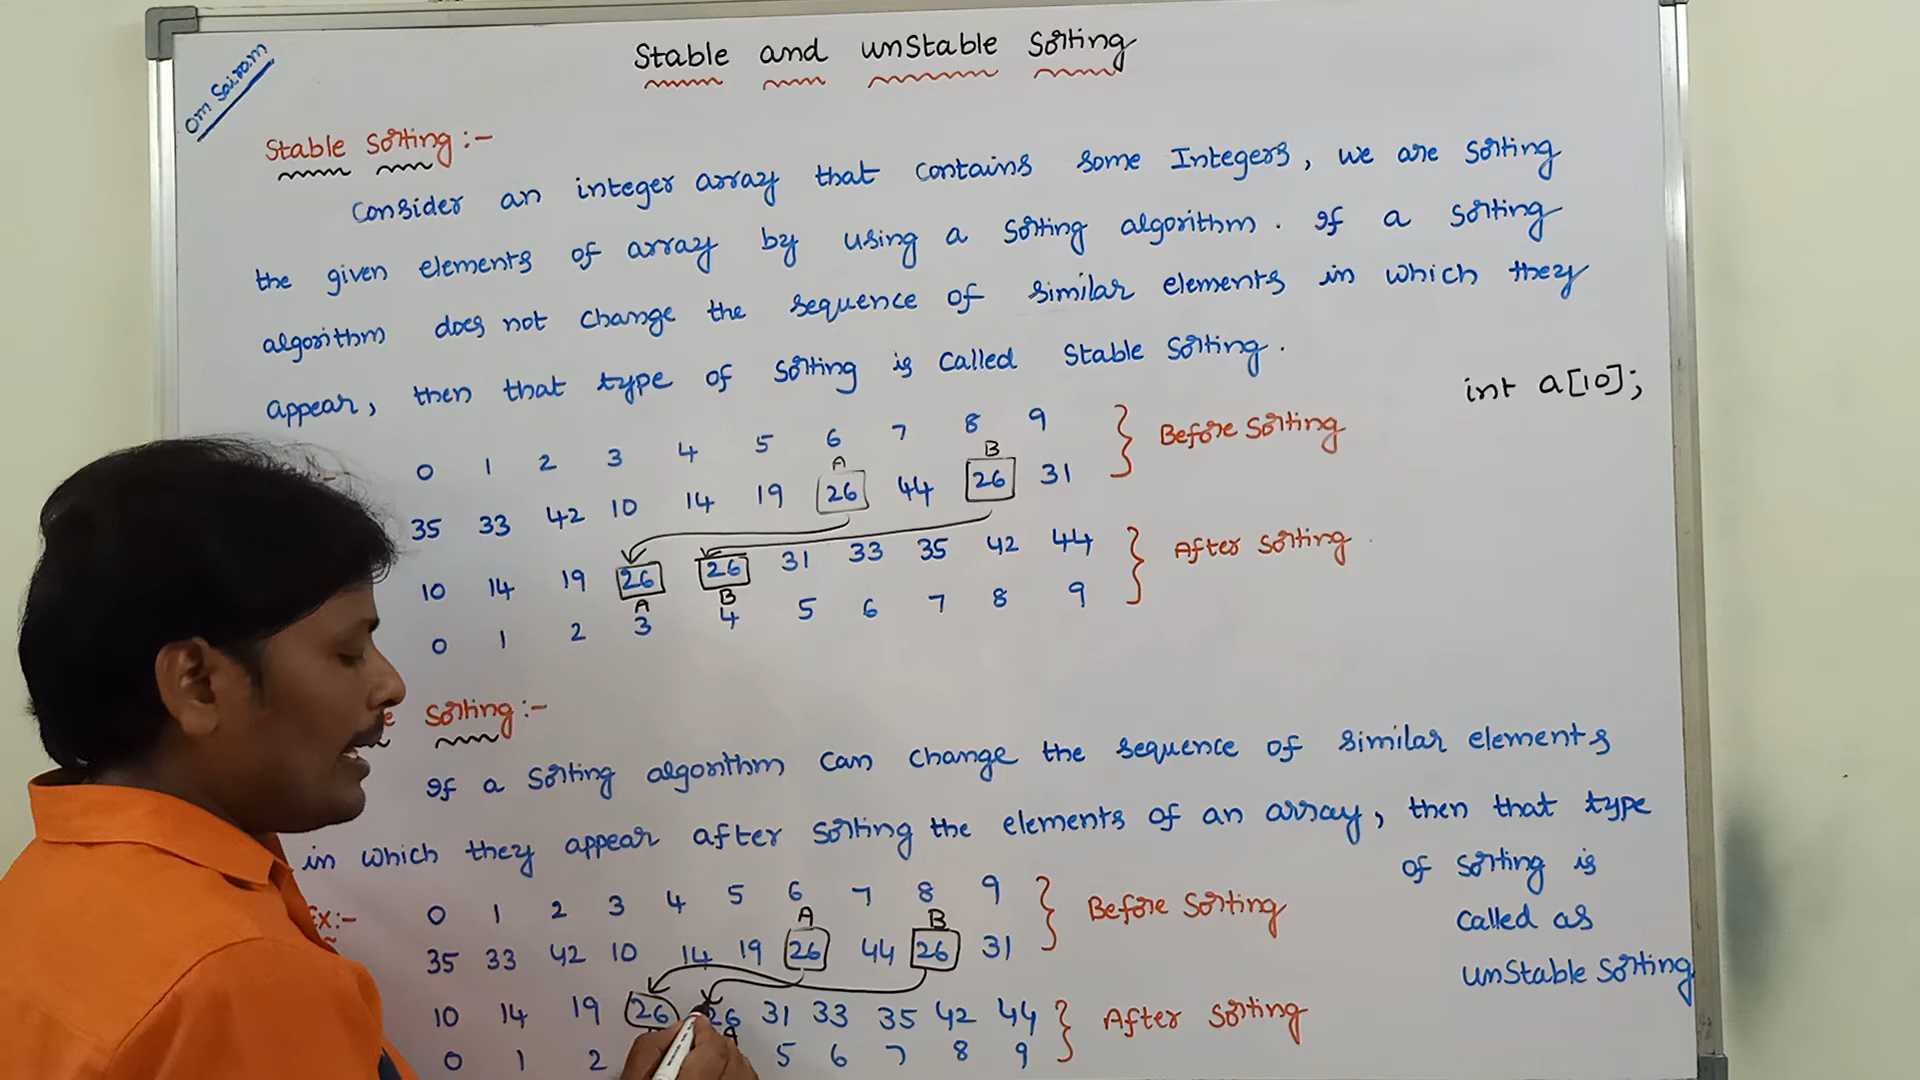 Om Sairam
Stable and unstable Sorting
Stable Sorting :-
Consider an integer array that contains some Integers, we are sorting
the given elements of array by using a sorting algorithm. If a sorting
algorithm does not change the sequence of similar elements in which they
appear, then that type of sorting is called Stable Sorting.
int a[10];
0 1 2 3 4 5 6 7 8 9
A B
35 33 42 10 14 19 26 44 26 31
Before Sorting
10 14 19 26 26 31 33 35 42 44
A B
0 1 2 3 4 5 6 7 8 9
After Sorting
Sorting :-
If a sorting algorithm can change the sequence of similar elements
in which they appear after sorting the elements of an array, then that type
of sorting is
called as
unstable Sorting
Ex:- 0 1 2 3 4 5 6 7 8 9
A B
35 33 42 10 14 19 26 44 26 31
Before Sorting
10 14 19 26 26 31 33 35 42 44
A
0 1 2 5 6 7 8 9
After Sorting